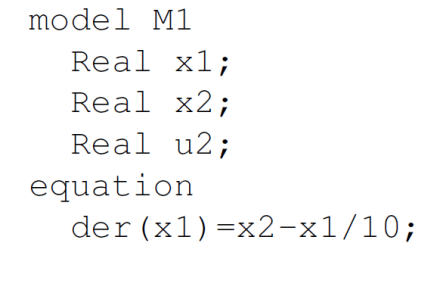 model M1
Real x1;
Real x2;
Real u2;
equation
der(x1)=x2-x1/10;